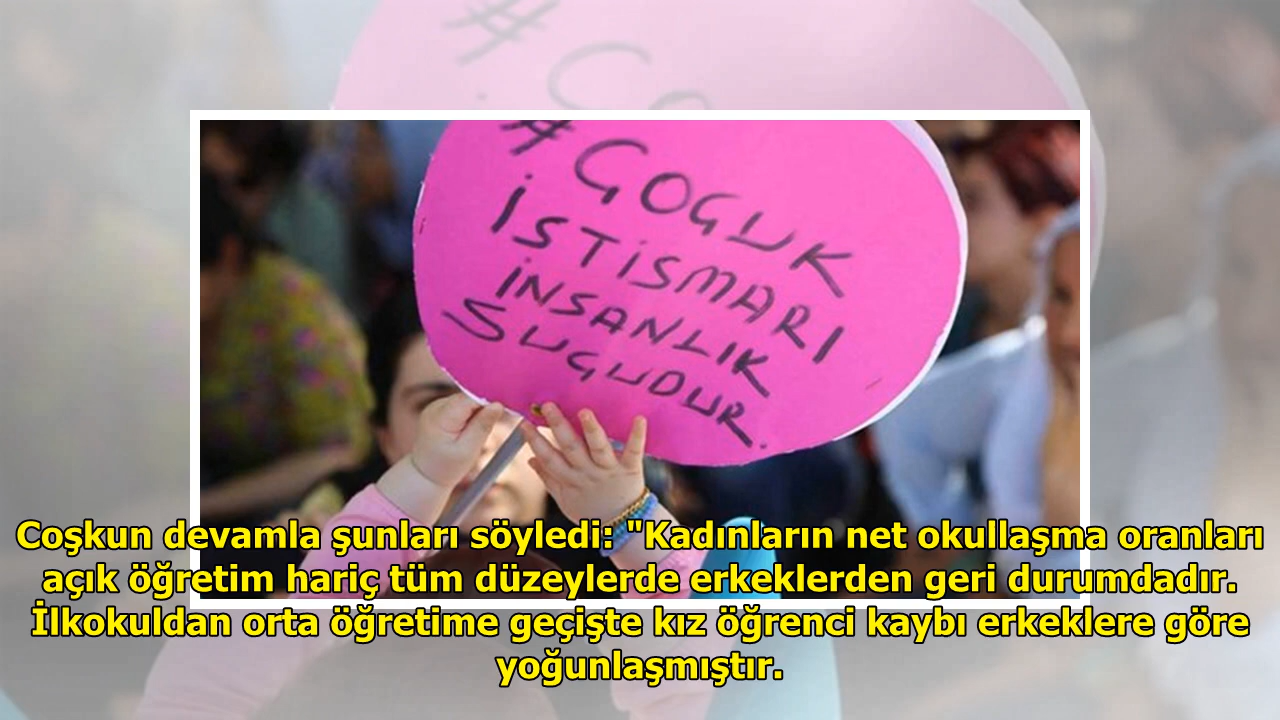 #ÇO
#ÇOCUK
İSTİSMARI
İNSANLIK
SUÇUDUR.
Coşkun devamla şunları söyledi: "Kadınların net okullaşma oranları
açık öğretim hariç tüm düzeylerde erkeklerden geri durumdadır.
İlkokuldan orta öğretime geçişte kız öğrenci kaybı erkeklere göre
yoğunlaşmıştır.